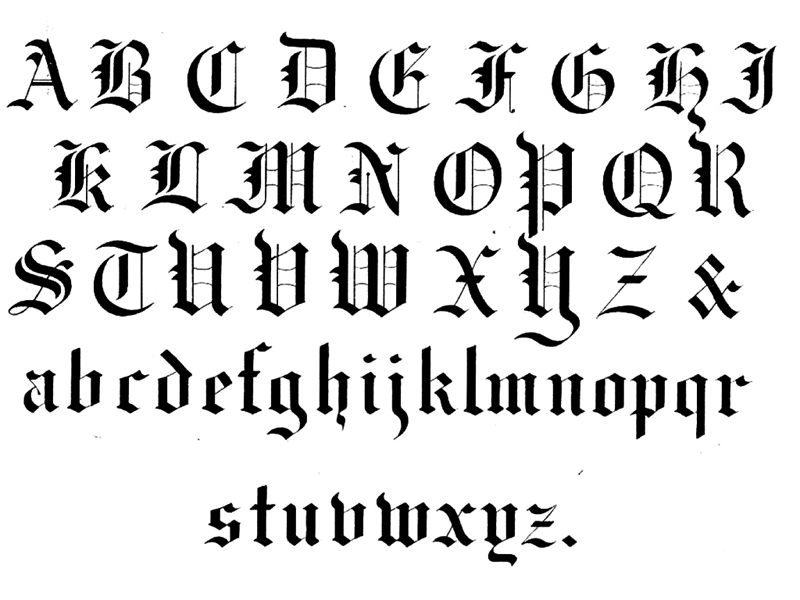 A B C D E F G H I
K L M N O P Q R
S T U V W X Y Z &
abcdefghijklmnopqr
stuvwxyz.